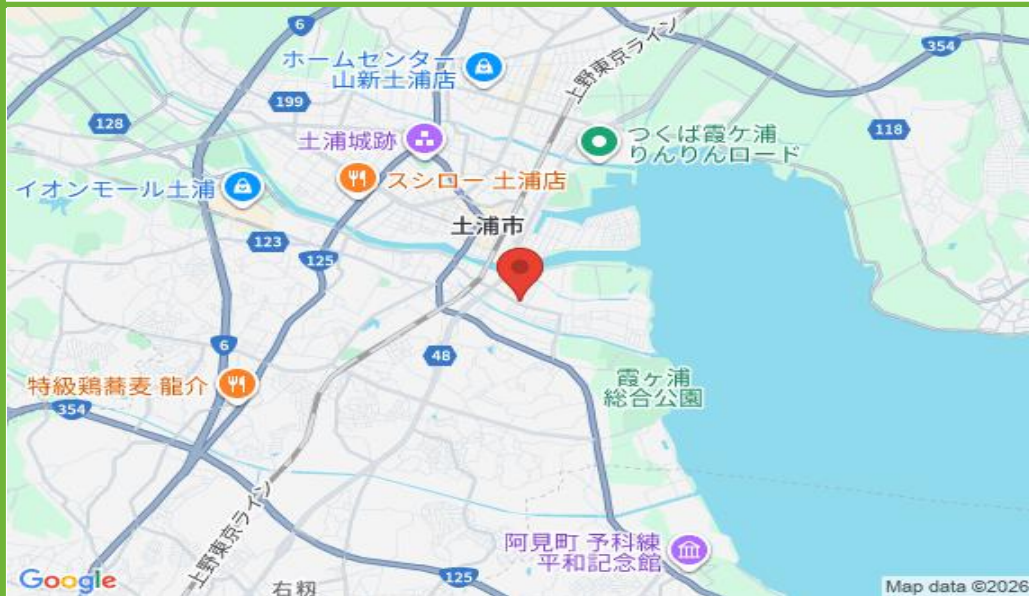 6
354
ホームセンター
山新土浦店
上野東京ライン
199
128
118
土浦城跡
つくば霞ケ浦
りんりんロード
イオンモール土浦
スシロー 土浦店
土浦市
123
125
6
48
特級鶏蕎麦 龍介
霞ヶ浦
総合公園
354
上野東京ライン
阿見町 予科練
平和記念館
Google
右籾
125
Map data ©2026